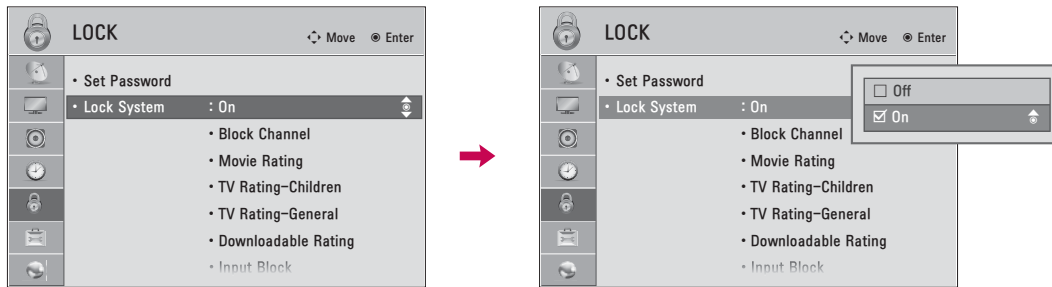 LOCK
Move Enter
• Set Password
• Lock System : On
• Block Channel
• Movie Rating
• TV Rating-Children
• TV Rating-General
• Downloadable Rating
• Input Block
LOCK
Move Enter
• Set Password
• Lock System : On
• Block Channel
• Movie Rating
• TV Rating-Children
• TV Rating-General
• Downloadable Rating
• Input Block
☐ Off
☑ On